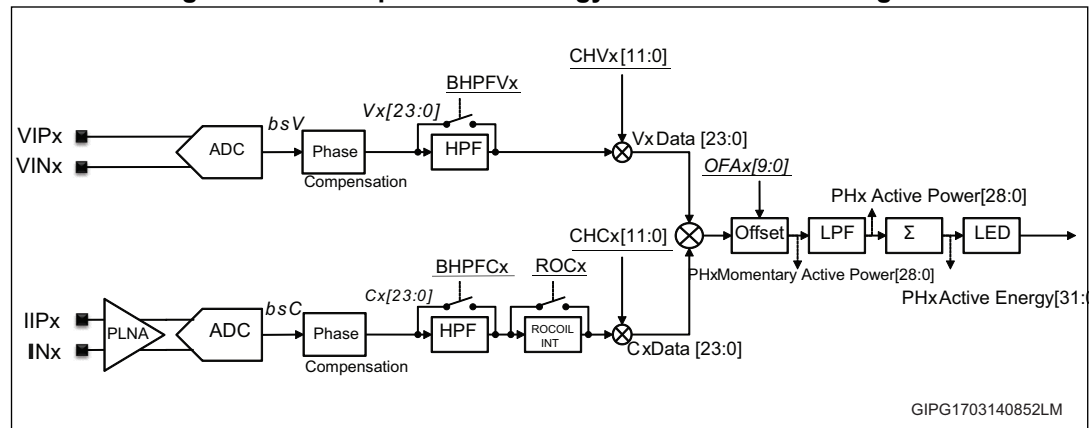 CHVx[11:0]
BHPFVx
Vx[23:0]
VIPx
VINx
ADC
bsV
Phase
Compensation
HPF
VxData [23:0]
OFAx[9:0]
PHx Active Power[28:0]
Offset
LPF
Σ
LED
PHxMomentary Active Power[28:0]
PHxActive Energy[31:0
CHCx[11:0]
BHPFCx
ROCx
Cx[23:0]
IIPx
IINx
PLNA
ADC
bsC
Phase
Compensation
HPF
ROCOIL
INT
CxData [23:0]
GIPG1703140852LM